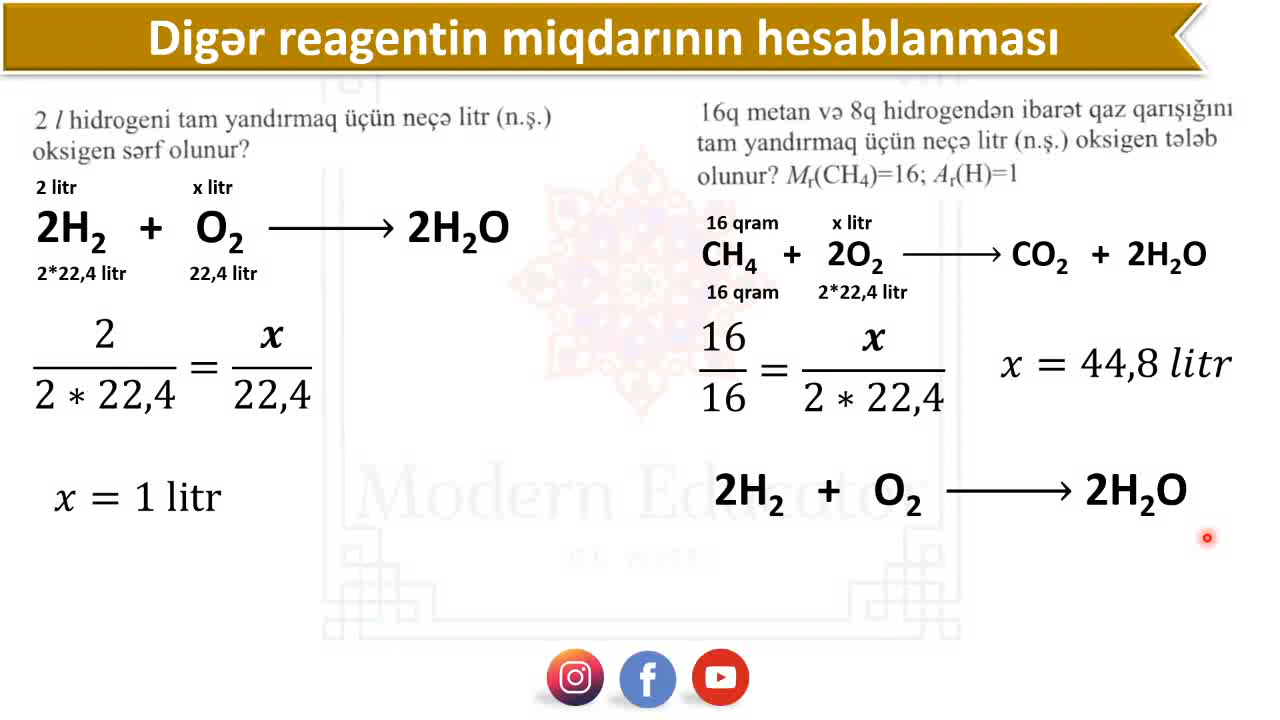 Digər reagentin miqdarının hesablanması
2 l hidrogeni tam yandırmaq üçün neçə litr (n.ş.)
oksigen sərf olunur?
2 litr x litr
2H₂ + O₂ ⟶ 2H₂O
2*22,4 litr 22,4 litr
2 / 2 ∗ 22,4 = x / 22,4
x = 1 litr
16q metan və 8q hidrogendən ibarət qaz qarışığını
tam yandırmaq üçün neçə litr (n.ş.) oksigen tələb
olunur? Mᵣ(CH₄)=16; Aᵣ(H)=1
16 qram x litr
CH₄ + 2O₂ ⟶ CO₂ + 2H₂O
16 qram 2*22,4 litr
16 / 16 = x / 2 ∗ 22,4 x = 44,8 litr
2H₂ + O₂ ⟶ 2H₂O
Modern Educator